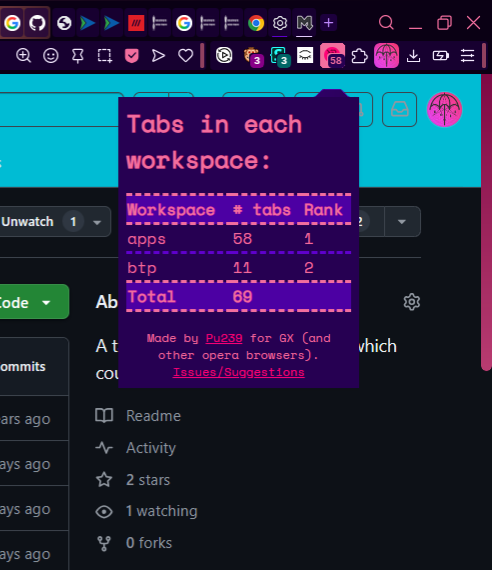 3
3
58
Tabs in each
workspace:
Workspace # tabs Rank
apps 58 1
btp 11 2
Total 69
Made by Pu239 for GX (and
other opera browsers).
Issues/Suggestions
Unwatch 1
2
Code
Ab
A t which
cou
ommits
ears ago
ays ago
ays ago
ays ago
Readme
Activity
2 stars
1 watching
0 forks